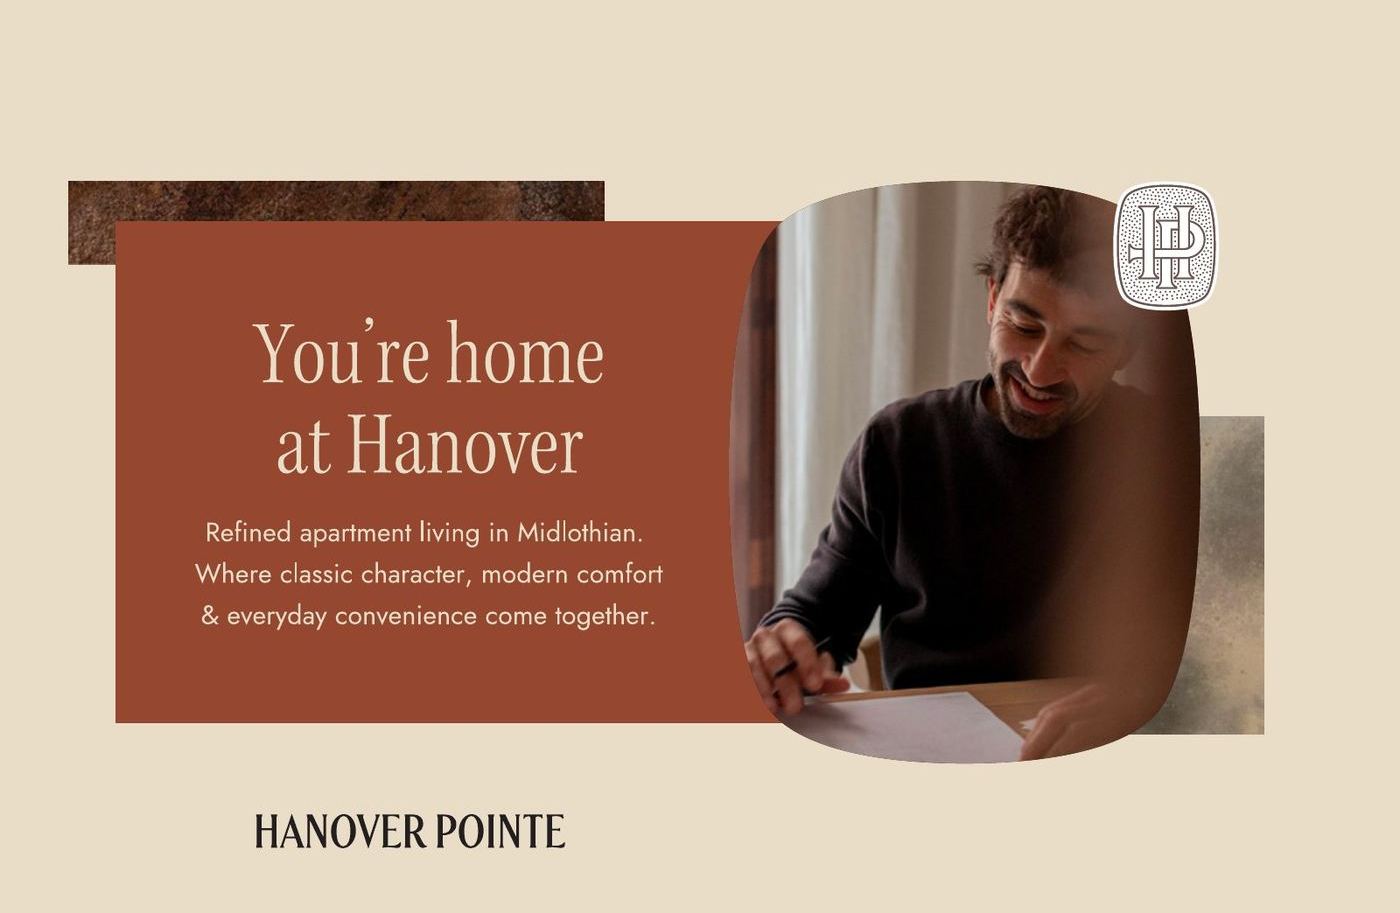 HP
You’re home
at Hanover
Refined apartment living in Midlothian.
Where classic character, modern comfort
& everyday convenience come together.
HANOVER POINTE